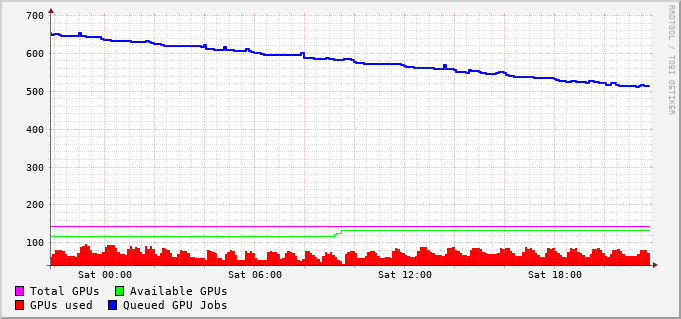 700
600
500
400
300
200
100
Sat 00:00 Sat 06:00 Sat 12:00 Sat 18:00
Total GPUs Available GPUs
GPUs used Queued GPU Jobs
RRDTOOL / TOBI OETIKER